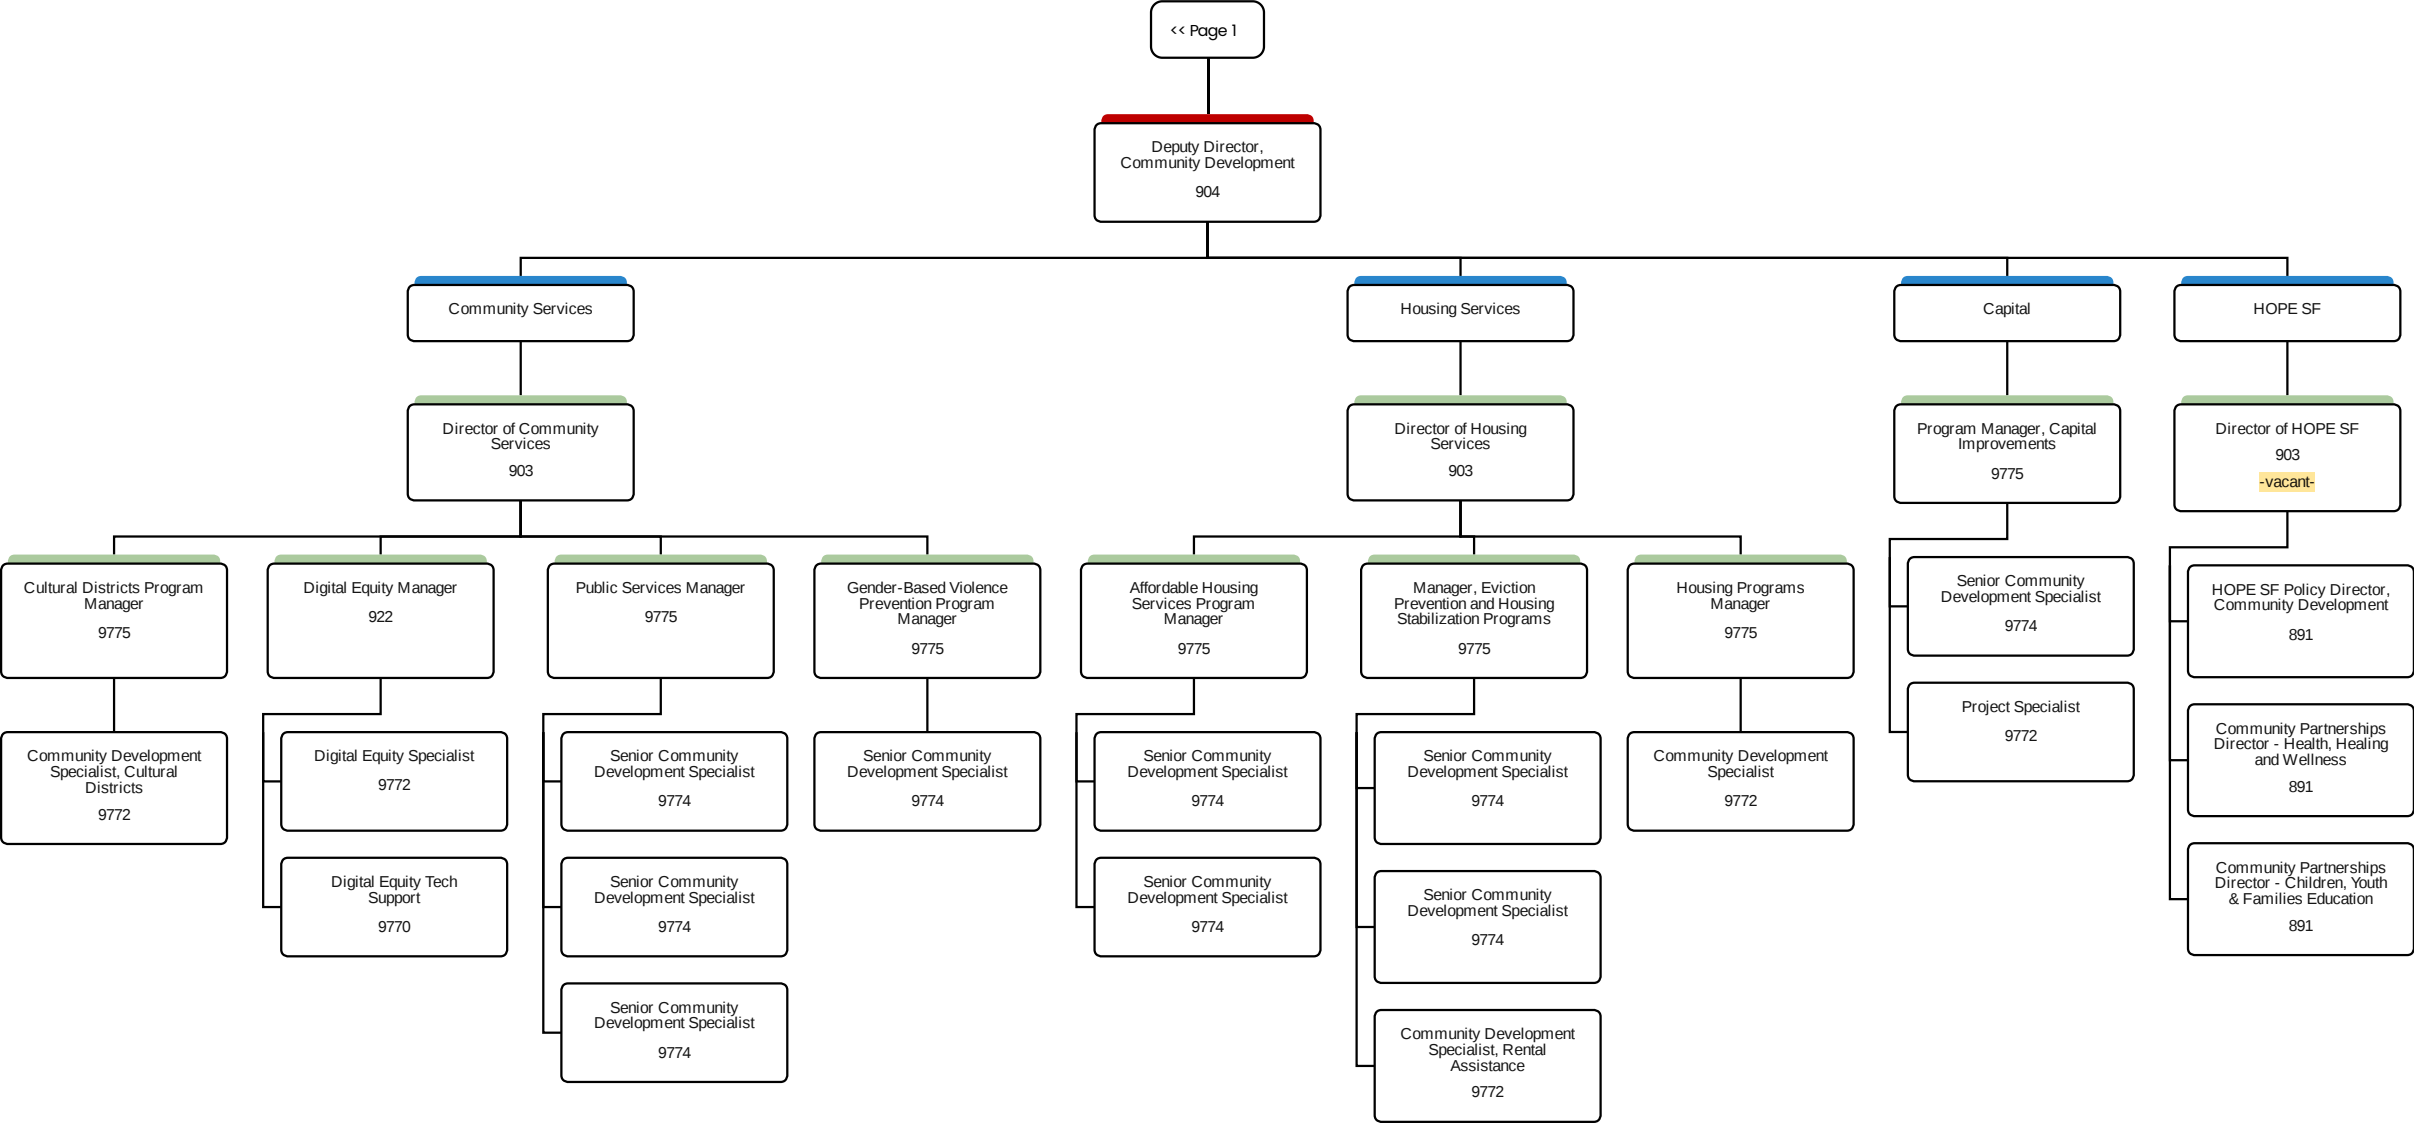 << Page 1
Deputy Director,
Community Development
904
Community Services
Housing Services
Capital
HOPE SF
Director of Community
Services
903
Director of Housing
Services
903
Program Manager, Capital
Improvements
9775
Director of HOPE SF
903
-vacant-
Cultural Districts Program
Manager
9775
Digital Equity Manager
922
Public Services Manager
9775
Gender-Based Violence
Prevention Program
Manager
9775
Affordable Housing
Services Program
Manager
9775
Manager, Eviction
Prevention and Housing
Stabilization Programs
9775
Housing Programs
Manager
9775
Senior Community
Development Specialist
9774
HOPE SF Policy Director,
Community Development
891
Project Specialist
9772
Community Partnerships
Director - Health, Healing
and Wellness
891
Community Partnerships
Director - Children, Youth
& Families Education
891
Community Development
Specialist, Cultural
Districts
9772
Digital Equity Specialist
9772
Digital Equity Tech
Support
9770
Senior Community
Development Specialist
9774
Senior Community
Development Specialist
9774
Senior Community
Development Specialist
9774
Senior Community
Development Specialist
9774
Senior Community
Development Specialist
9774
Senior Community
Development Specialist
9774
Senior Community
Development Specialist
9774
Senior Community
Development Specialist
9774
Community Development
Specialist, Rental
Assistance
9772
Community Development
Specialist
9772